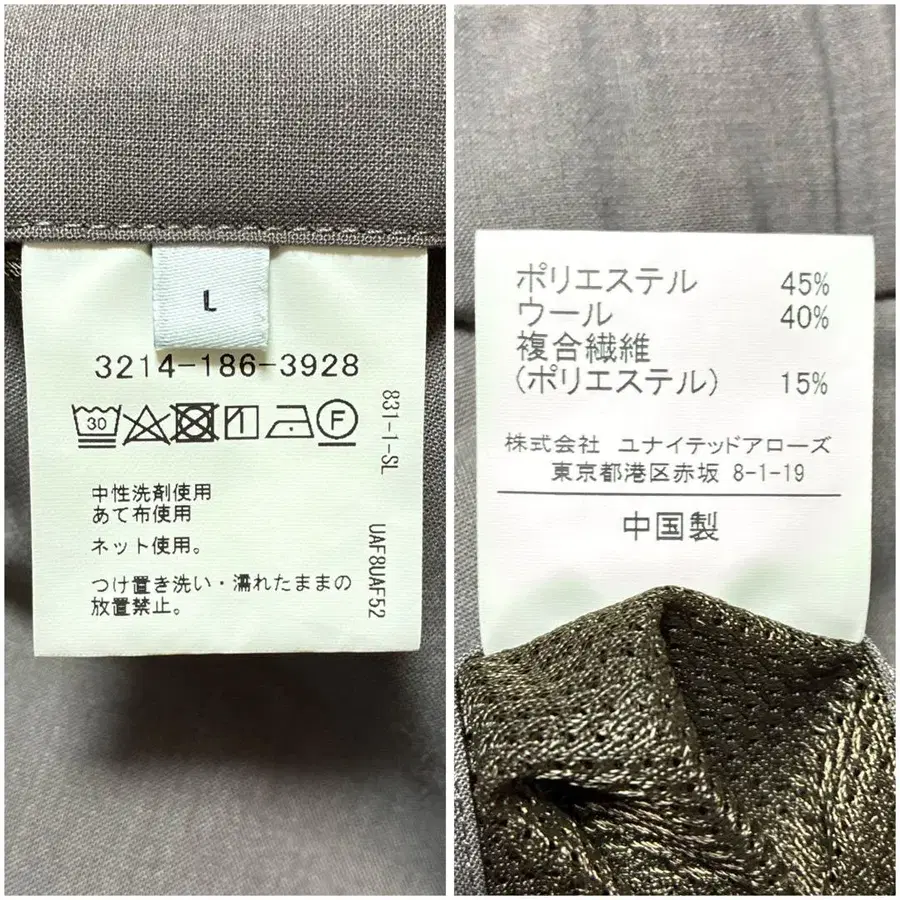 L
3214-186-3928
30
F
831-1-SL
UAF8UAF52
中性洗剤使用
あて布使用
ネット使用。
つけ置き洗い・濡れたままの
放置禁止。
ポリエステル 45%
ウール 40%
複合繊維
(ポリエステル) 15%
株式会社 ユナイテッドアローズ
東京都港区赤坂 8-1-19
中国製